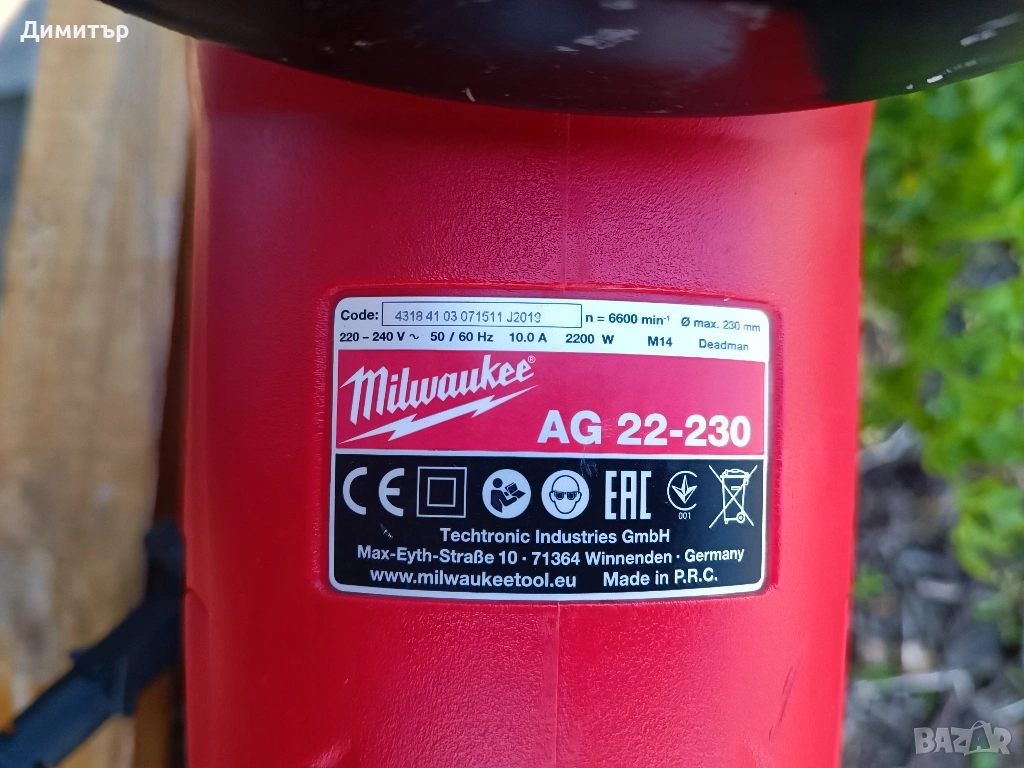 Димитър
Code: 4318 41 03 071511 J2019 n = 6600 min⁻¹ Ø max. 230 mm
220 – 240 V ~ 50 / 60 Hz 10.0 A 2200 W M14 Deadman
Milwaukee®
AG 22-230
CE EAC 001
Techtronic Industries GmbH
Max-Eyth-Straße 10 · 71364 Winnenden · Germany
www.milwaukeetool.eu Made in P.R.C.
BAZAR